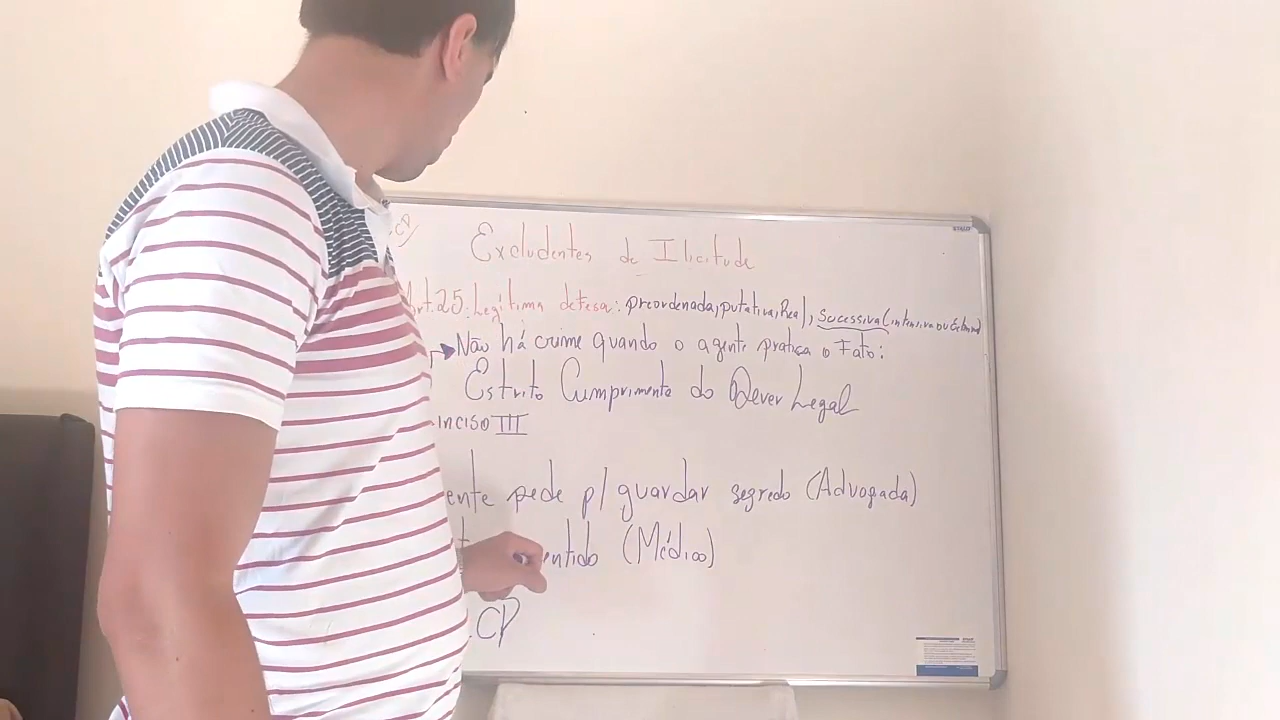 Excludentes de Ilicitude
Art.25: Legítima defesa: preordenada, putativa, Real, Sucessiva (intensiva ou
Não há crime quando o agente pratica o Fato:
Estrito Cumprimento do Dever Legal
inciso III
ente pede p/ guardar segredo (Advogada)
entido (Médico)
CP